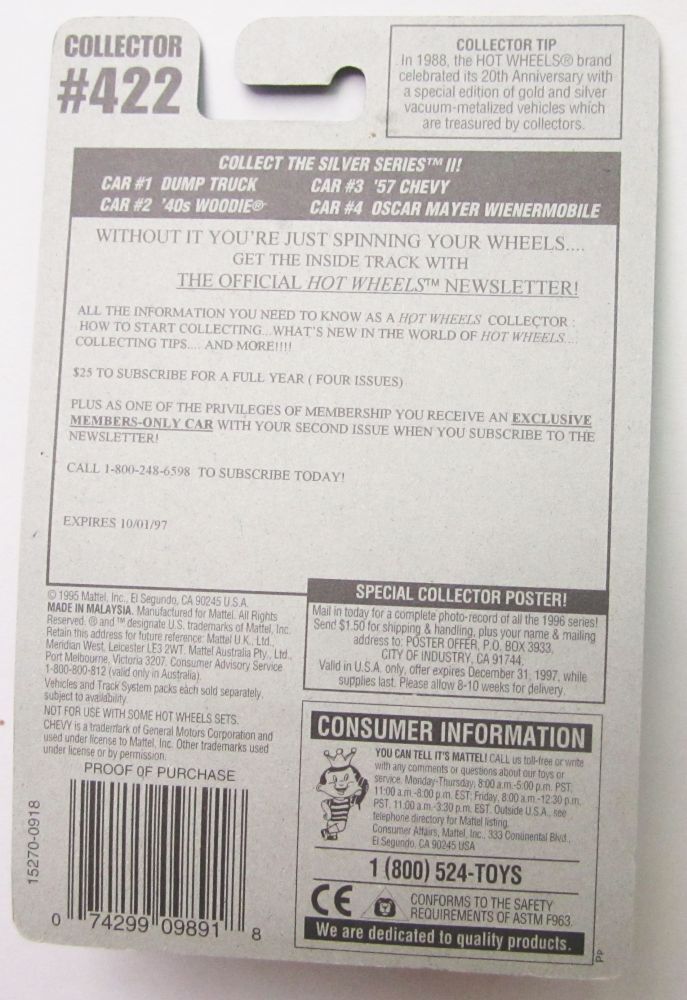 COLLECTOR
#422
COLLECTOR TIP
In 1988, the HOT WHEELS® brand
celebrated its 20th Anniversary with
a special edition of gold and silver
vacuum-metalized vehicles which
are treasured by collectors.
COLLECT THE SILVER SERIES™ II!
CAR #1 DUMP TRUCK CAR #3 '57 CHEVY
CAR #2 '40s WOODIE® CAR #4 OSCAR MAYER WIENERMOBILE
WITHOUT IT YOU'RE JUST SPINNING YOUR WHEELS....
GET THE INSIDE TRACK WITH
THE OFFICIAL HOT WHEELS™ NEWSLETTER!
ALL THE INFORMATION YOU NEED TO KNOW AS A HOT WHEELS COLLECTOR :
HOW TO START COLLECTING...WHAT'S NEW IN THE WORLD OF HOT WHEELS....
COLLECTING TIPS.... AND MORE!!!!
$25 TO SUBSCRIBE FOR A FULL YEAR ( FOUR ISSUES)
PLUS AS ONE OF THE PRIVILEGES OF MEMBERSHIP YOU RECEIVE AN EXCLUSIVE
MEMBERS-ONLY CAR WITH YOUR SECOND ISSUE WHEN YOU SUBSCRIBE TO THE
NEWSLETTER!
CALL 1-800-248-6598 TO SUBSCRIBE TODAY!
EXPIRES 10/01/97
© 1995 Mattel, Inc., El Segundo, CA 90245 U.S.A.
MADE IN MALAYSIA. Manufactured for Mattel. All Rights
Reserved. ® and ™ designate U.S. trademarks of Mattel, Inc.
Retain this address for future reference: Mattel U.K., Ltd.,
Meridian West, Leicester LE3 2WT. Mattel Australia Pty., Ltd.,
Port Melbourne, Victoria 3207. Consumer Advisory Service
1-800-800-812 (valid only in Australia).
Vehicles and Track System packs each sold separately,
subject to availability.
NOT FOR USE WITH SOME HOT WHEELS SETS.
CHEVY is a trademark of General Motors Corporation and
used under license to Mattel, Inc. Other trademarks used
under license or by permission.
SPECIAL COLLECTOR POSTER!
Mail in today for a complete photo-record of all the 1996 series!
Send $1.50 for shipping & handling, plus your name & mailing
address to: POSTER OFFER, P.O. BOX 3933,
CITY OF INDUSTRY, CA 91744.
Valid in U.S.A. only, offer expires December 31, 1997, while
supplies last. Please allow 8-10 weeks for delivery.
PROOF OF PURCHASE
15270-0918
0 74299 09891 8
CONSUMER INFORMATION
YOU CAN TELL IT'S MATTEL! CALL us toll-free or write
with any comments or questions about our toys or
service. Monday-Thursday, 8:00 a.m.-5:00 p.m. PST,
11:00 a.m.-8:00 p.m. EST; Friday, 8:00 a.m.-12:30 p.m.
PST, 11:00 a.m.-3:30 p.m. EST. Outside U.S.A., see
telephone directory for Mattel listing.
Consumer Affairs, Mattel, Inc., 333 Continental Blvd.,
El Segundo, CA 90245 USA
1 (800) 524-TOYS
CE
CONFORMS TO THE SAFETY
REQUIREMENTS OF ASTM F963.
We are dedicated to quality products.
PP